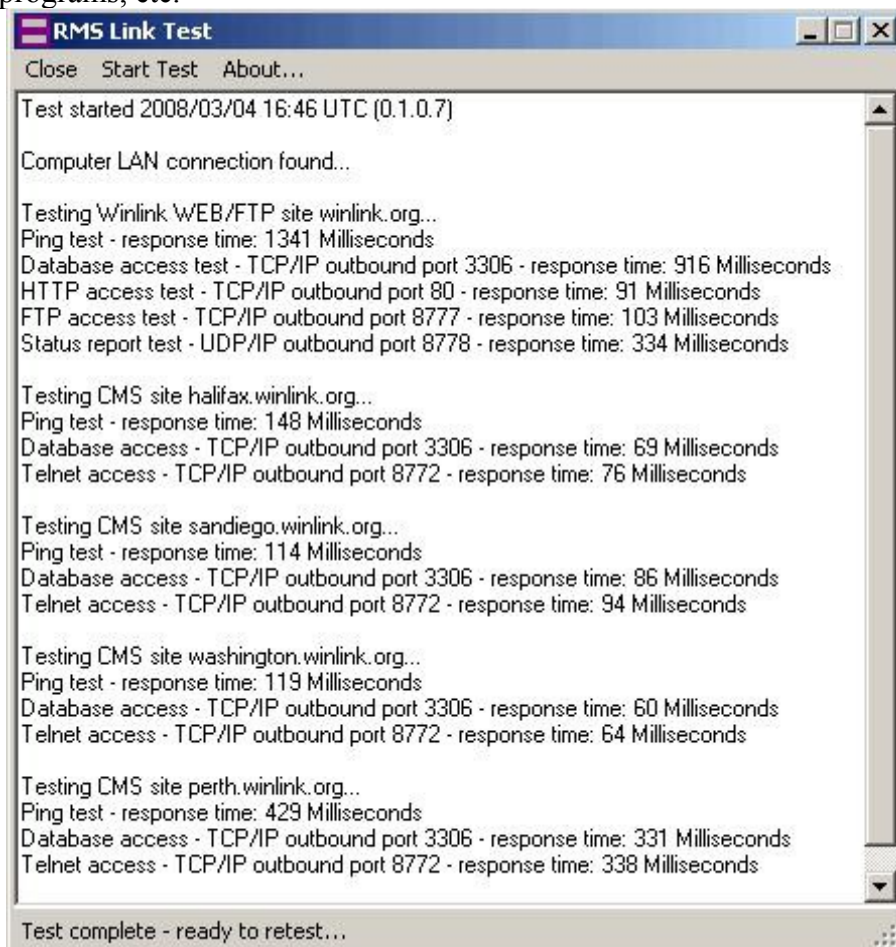 programs, etc.
RMS Link Test
Close Start Test About...
Test started 2008/03/04 16:46 UTC (0.1.0.7)
Computer LAN connection found...
Testing Winlink WEB/FTP site winlink.org...
Ping test - response time: 1341 Milliseconds
Database access test - TCP/IP outbound port 3306 - response time: 916 Milliseconds
HTTP access test - TCP/IP outbound port 80 - response time: 91 Milliseconds
FTP access test - TCP/IP outbound port 8777 - response time: 103 Milliseconds
Status report test - UDP/IP outbound port 8778 - response time: 334 Milliseconds
Testing CMS site halifax.winlink.org...
Ping test - response time: 148 Milliseconds
Database access - TCP/IP outbound port 3306 - response time: 69 Milliseconds
Telnet access - TCP/IP outbound port 8772 - response time: 76 Milliseconds
Testing CMS site sandiego.winlink.org...
Ping test - response time: 114 Milliseconds
Database access - TCP/IP outbound port 3306 - response time: 86 Milliseconds
Telnet access - TCP/IP outbound port 8772 - response time: 94 Milliseconds
Testing CMS site washington.winlink.org...
Ping test - response time: 119 Milliseconds
Database access - TCP/IP outbound port 3306 - response time: 60 Milliseconds
Telnet access - TCP/IP outbound port 8772 - response time: 64 Milliseconds
Testing CMS site perth.winlink.org...
Ping test - response time: 429 Milliseconds
Database access - TCP/IP outbound port 3306 - response time: 331 Milliseconds
Telnet access - TCP/IP outbound port 8772 - response time: 338 Milliseconds
Test complete - ready to retest...